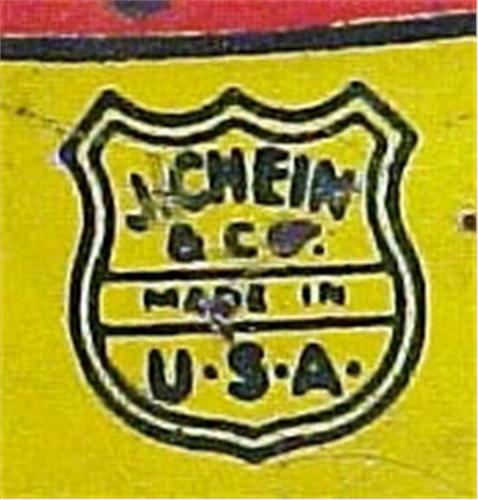 J. CHEIN
& CO.
MADE IN
U·S·A·